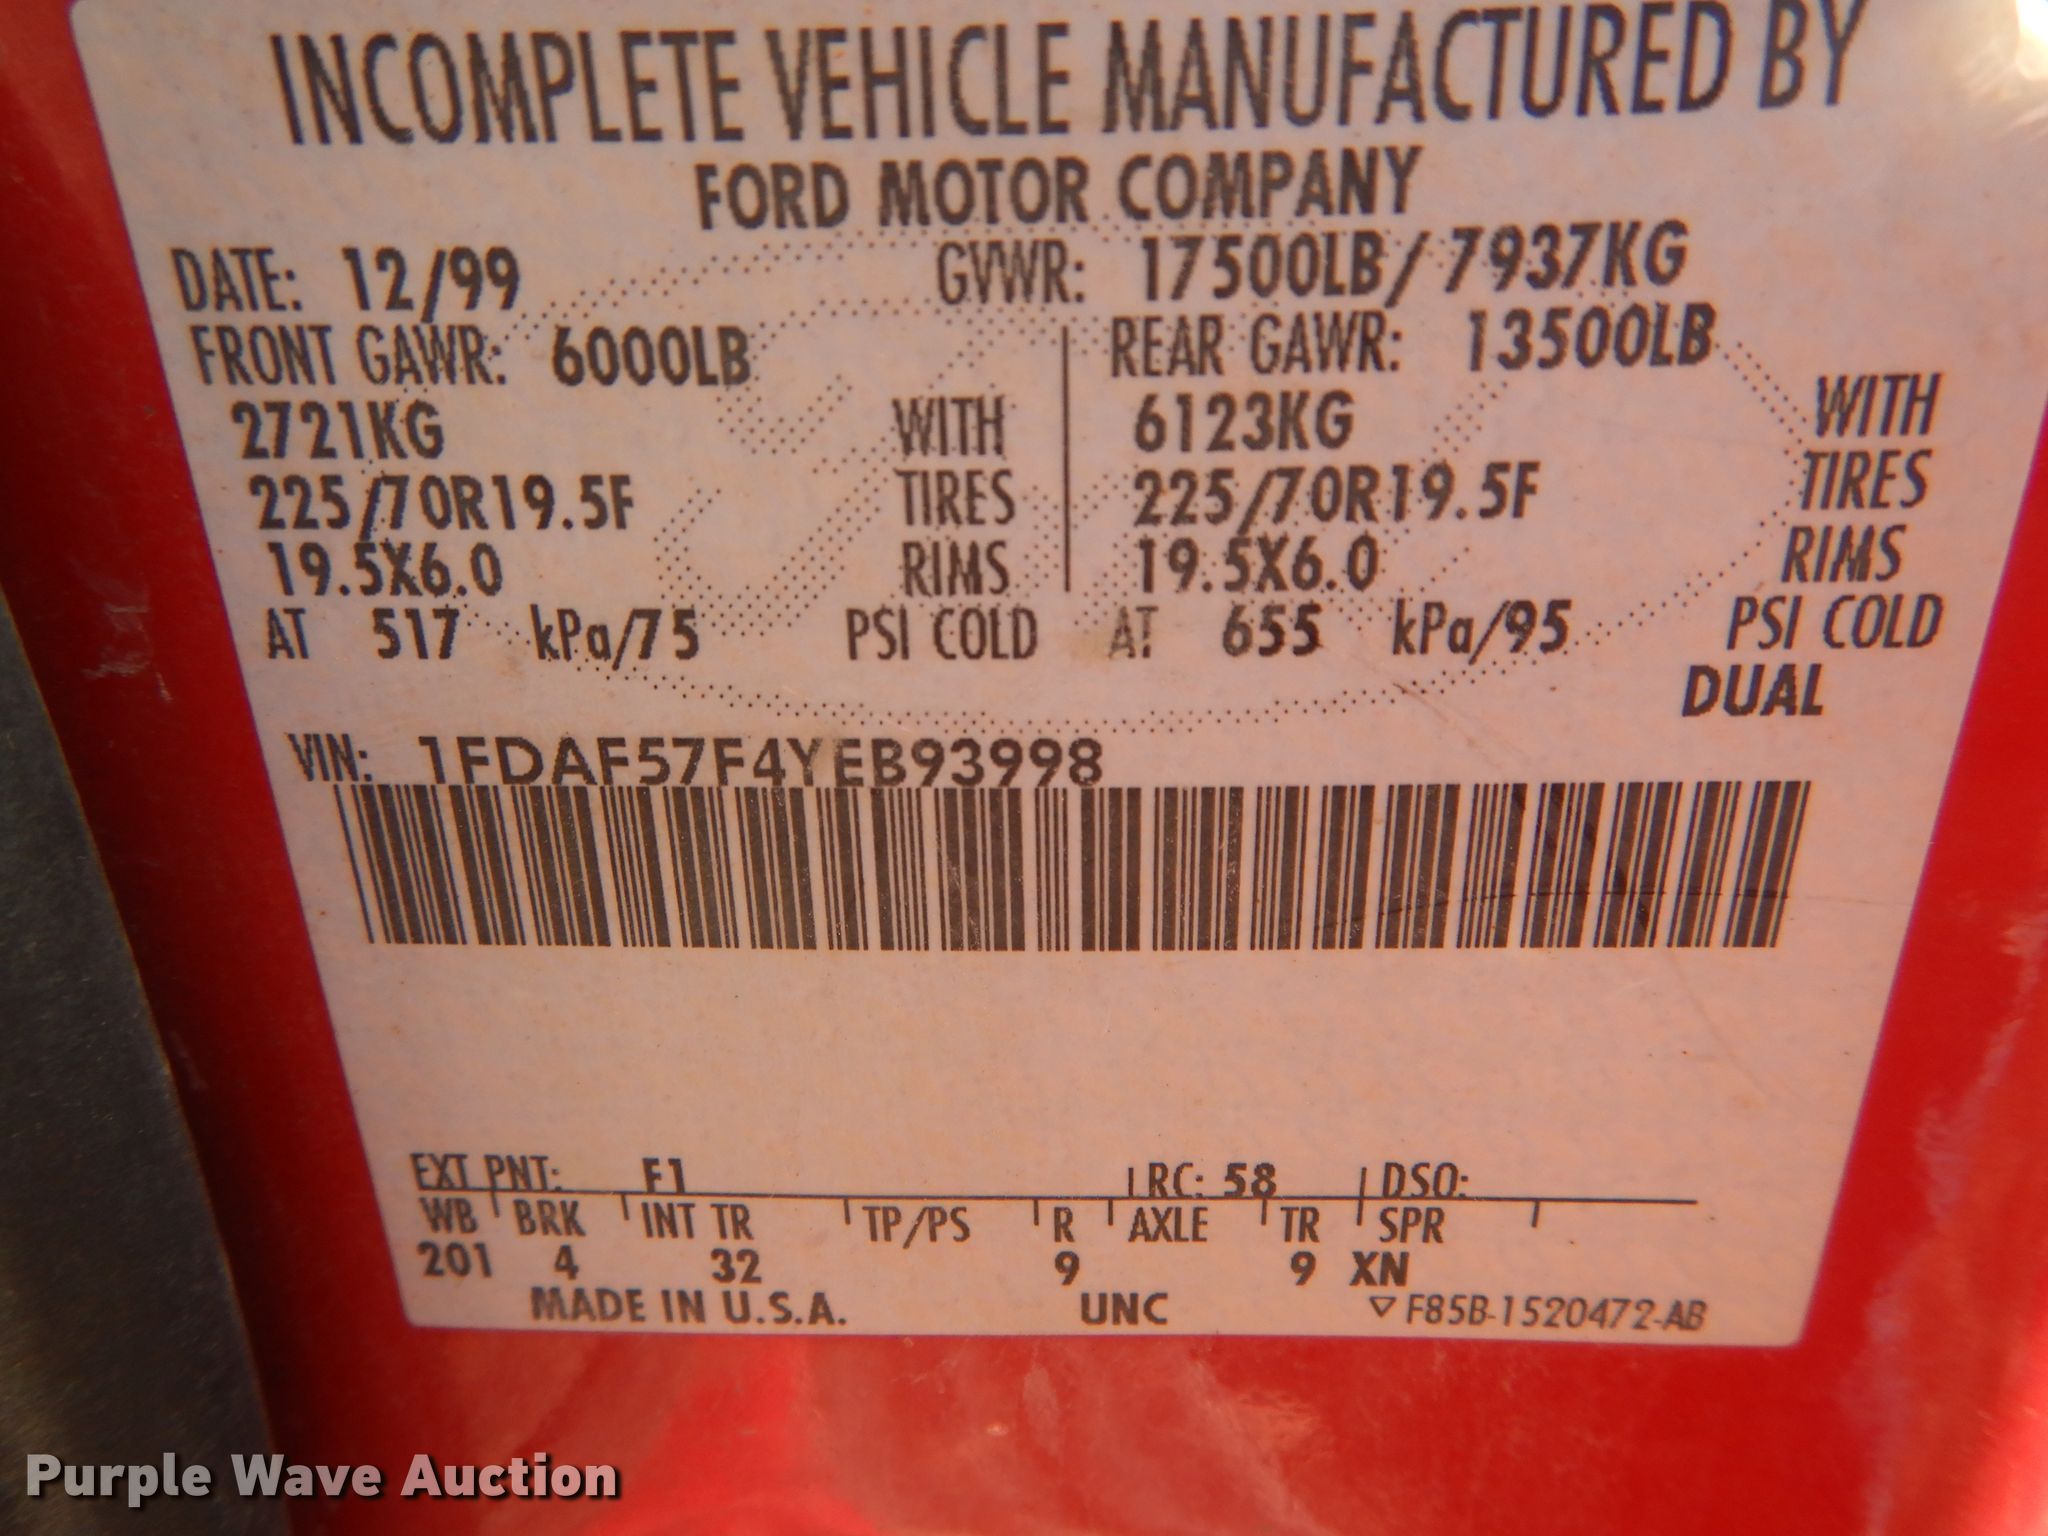 INCOMPLETE VEHICLE MANUFACTURED BY
FORD MOTOR COMPANY
DATE: 12/99 GVWR: 17500LB/7937KG
FRONT GAWR: 6000LB REAR GAWR: 13500LB
2721KG WITH 6123KG WITH
225/70R19.5F TIRES 225/70R19.5F TIRES
19.5X6.0 RIMS 19.5X6.0 RIMS
AT 517 kPa/75 PSI COLD AT 655 kPa/95 PSI COLD
DUAL
VIN: 1FDAF57F4YEB93998
EXT PNT: F1 RC: 58 DSO:
WB BRK INT TR TP/PS R AXLE TR SPR
201 4 32 9 9 XN
MADE IN U.S.A. UNC ▽ F85B-1520472-AB
Purple Wave Auction